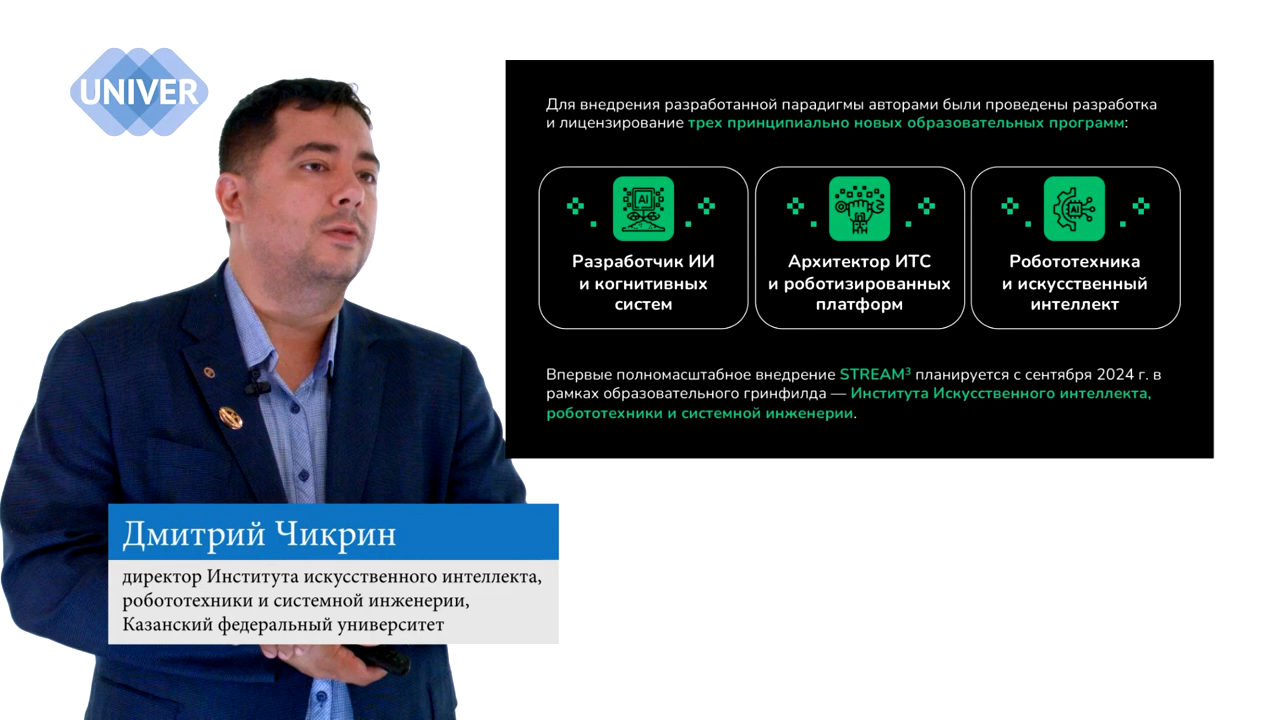 UNIVER
Для внедрения разработанной парадигмы авторами были проведены разработка
и лицензирование трех принципиально новых образовательных программ:
AI
Разработчик ИИ
и когнитивных
систем
Архитектор ИТС
и роботизированных
платформ
AI
Робототехника
и искусственный
интеллект
Впервые полномасштабное внедрение STREAM³ планируется с сентября 2024 г. в
рамках образовательного гринфилда — Института Искусственного интеллекта,
робототехники и системной инженерии.
Дмитрий Чикрин
директор Института искусственного интеллекта,
робототехники и системной инженерии,
Казанский федеральный университет